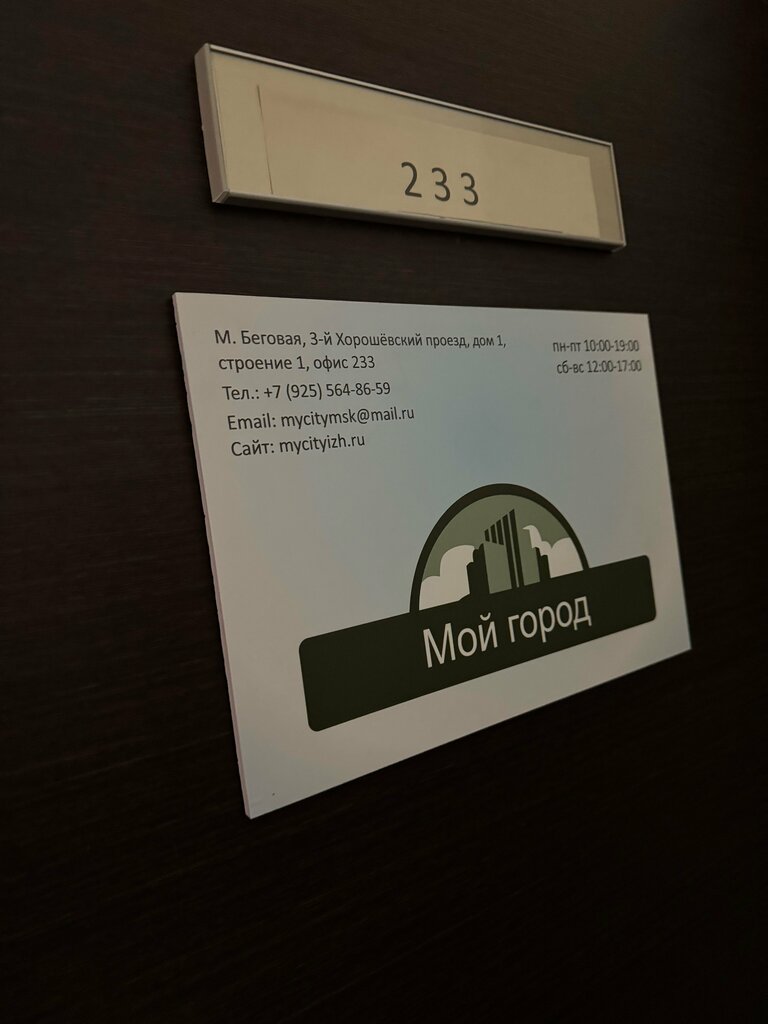 233
М. Беговая, 3-й Хорошёвский проезд, дом 1,
строение 1, офис 233
Тел.: +7 (925) 564-86-59
Email: mycitymsk@mail.ru
Сайт: mycityizh.ru
пн-пт 10:00-19:00
сб-вс 12:00-17:00
Мой город